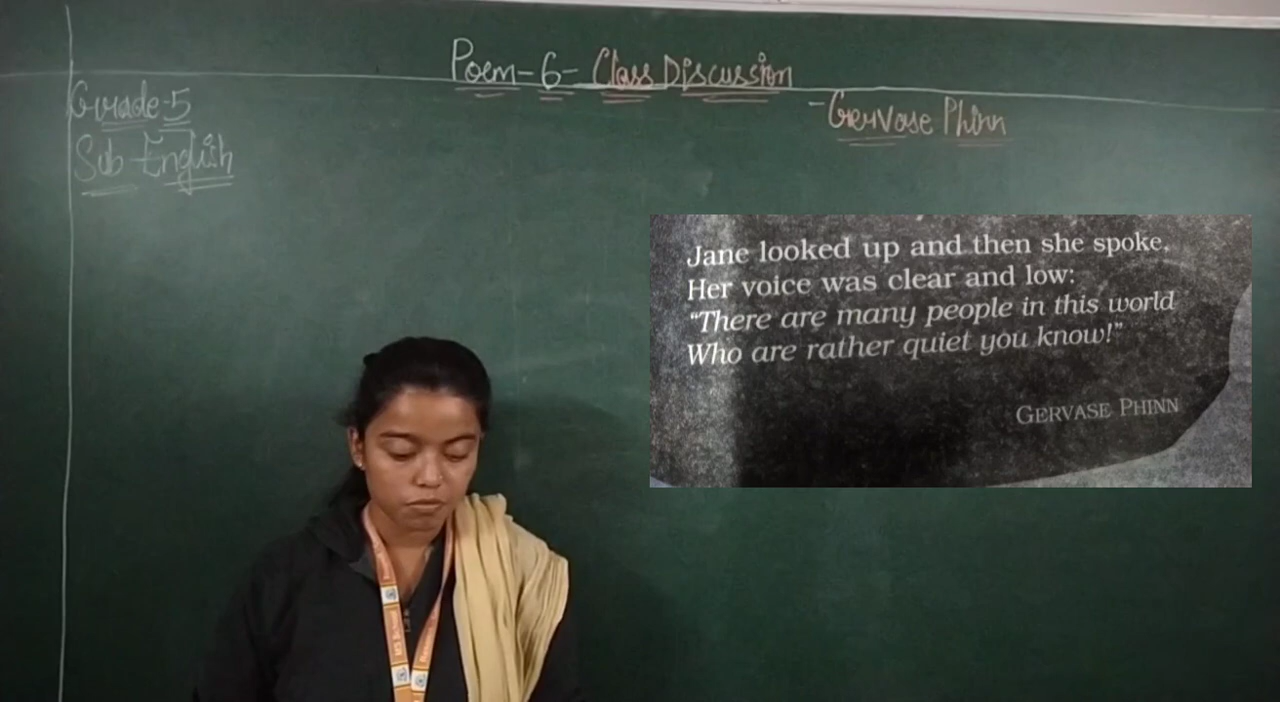 Poem-6- Class Discussion
-Gervase Phinn
Grade-5
Sub-English
Jane looked up and then she spoke,
Her voice was clear and low:
“There are many people in this world
Who are rather quiet you know!”
GERVASE PHINN